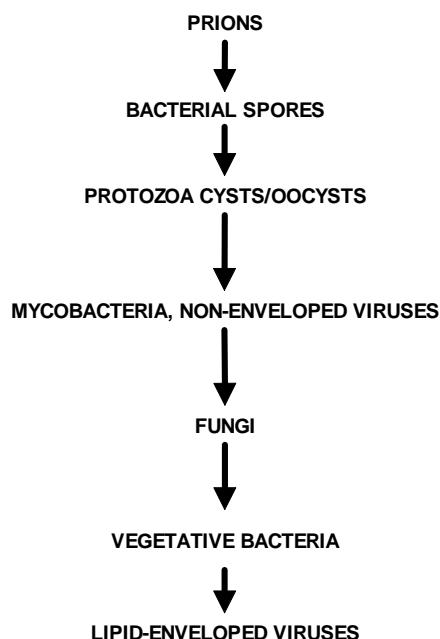 PRIONS
BACTERIAL SPORES
PROTOZOA CYSTS/OOCYSTS
MYCOBACTERIA, NON-ENVELOPED VIRUSES
FUNGI
VEGETATIVE BACTERIA
LIPID-ENVELOPED VIRUSES